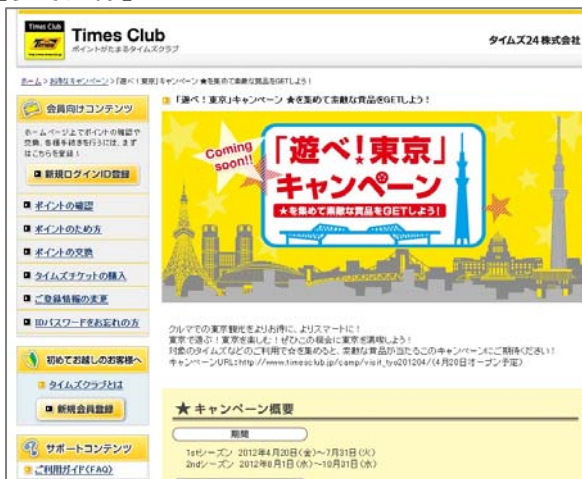 Times Club
Times
Times Club
ポイントがたまるタイムズクラブ
タイムズ24株式会社
ホーム > お得なキャンペーン > 「遊べ!東京」キャンペーン ★を集めて素敵な賞品をGETしよう!
会員向けコンテンツ
ホームページ上でポイントの確認や
交換、各種手続きを行うには、まず
はこちらを登録!
新規ログインID登録
ポイントの確認
ポイントのため方
ポイントの交換
タイムズチケットの購入
ご登録情報の変更
IDパスワードをお忘れの方
初めてお越しのお客様へ
タイムズクラブとは
新規会員登録
サポートコンテンツ
ご利用ガイド(FAQ)
「遊べ!東京」キャンペーン ★を集めて素敵な賞品をGETしよう!
Coming
soon!!
「遊べ!東京」
キャンペーン
★を集めて素敵な賞品をGETしよう!
クルマでの東京観光をよりお得に、よりスマートに!
東京で遊ぶ!東京を楽しむ!ぜひこの機会に東京を満喫しよう!
対象のタイムズなどのご利用で☆を集めると、素敵な賞品が当たるこのキャンペーンにご期待ください!
キャンペーンURL:http://www.timesclub.jp/camp/visit_tyo201204/(4月20日オープン予定)
★ キャンペーン概要
期間
1stシーズン 2012年4月20日(金)～7月31日(火)
2ndシーズン 2012年8月1日(水)～10月31日(水)